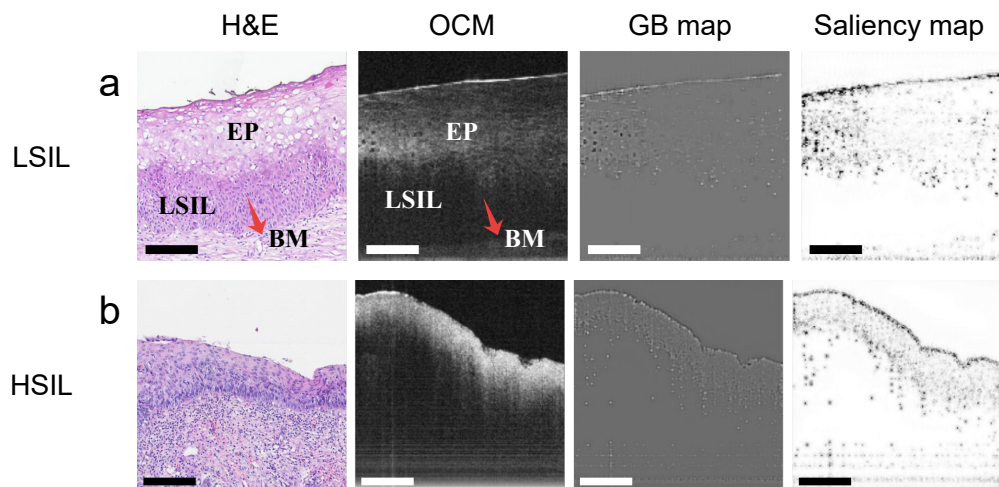 H&E OCM GB map Saliency map
a
LSIL
EP
LSIL
BM
EP
LSIL
BM
b
HSIL